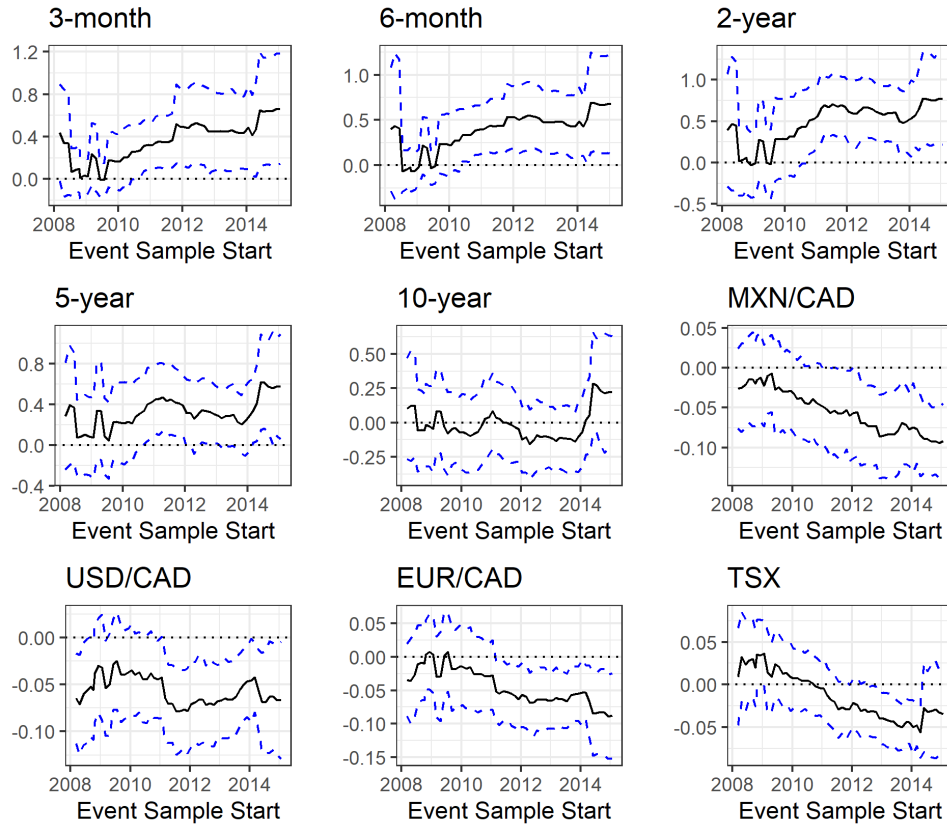 3-month 6-month 2-year
1.2 0.8 0.4 0.0
1.0 0.5 0.0
1.0 0.5 0.0 -0.5
2008 2010 2012 2014 2008 2010 2012 2014 2008 2010 2012 2014
Event Sample Start Event Sample Start Event Sample Start
5-year 10-year MXN/CAD
0.8 0.4 0.0 -0.4
0.50 0.25 0.00 -0.25
0.05 0.00 -0.05 -0.10
2008 2010 2012 2014 2008 2010 2012 2014 2008 2010 2012 2014
Event Sample Start Event Sample Start Event Sample Start
USD/CAD EUR/CAD TSX
0.00 -0.05 -0.10
0.05 0.00 -0.05 -0.10 -0.15
0.05 0.00 -0.05
2008 2010 2012 2014 2008 2010 2012 2014 2008 2010 2012 2014
Event Sample Start Event Sample Start Event Sample Start